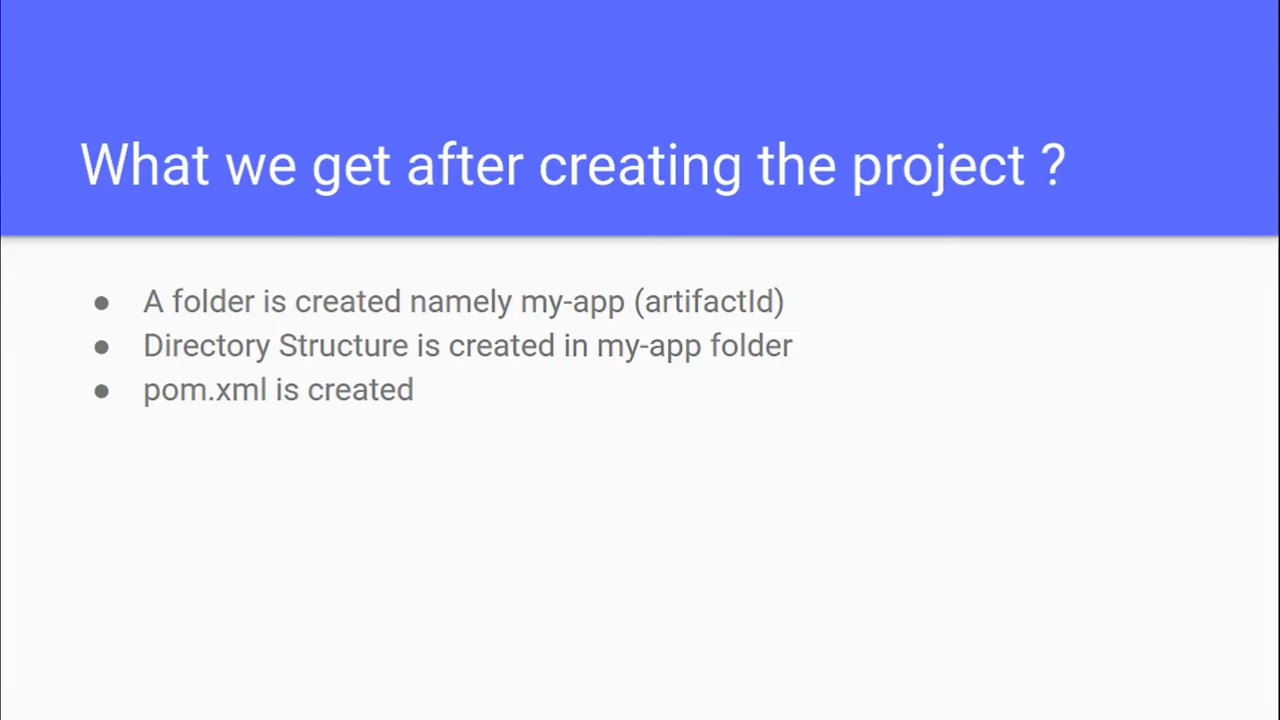 What we get after creating the project ?
● A folder is created namely my-app (artifactId)
● Directory Structure is created in my-app folder
● pom.xml is created